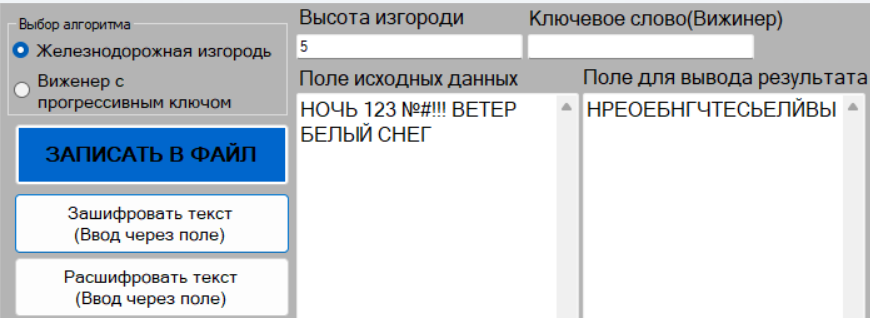 Выбор алгоритма
Железнодорожная изгородь
Виженер с
прогрессивным ключом
ЗАПИСАТЬ В ФАЙЛ
Зашифровать текст
(Ввод через поле)
Расшифровать текст
(Ввод через поле)
Высота изгороди
5
Ключевое слово(Вижинер)
Поле исходных данных
НОЧЬ 123 №#!!! ВЕТЕР
БЕЛЫЙ СНЕГ
Поле для вывода результата
НРЕОЕБНГЧТЕСЬЕЛЙВЫ